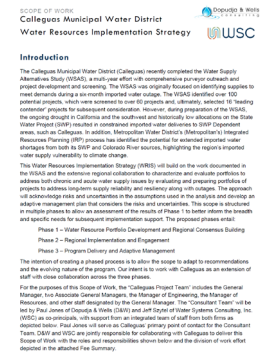 SCOPE OF WORK
Calleguas Municipal Water District
Water Resources Implementation Strategy
Dopudja & Wells
Consulting
WSC
Introduction
The Calleguas Municipal Water District (Calleguas) recently completed the Water Supply
Alternatives Study (WSAS), a multi-year effort with comprehensive purveyor outreach and
project development and screening. The WSAS was originally focused on identifying supplies to
meet demands during a six-month imported water outage. The WSAS identified over 100
potential projects, which were screened to over 60 projects and, ultimately, selected 16 "leading
contender" projects for subsequent consideration. However, during preparation of the WSAS,
the ongoing drought in California and the southwest and historically low allocations on the State
Water Project (SWP) resulted in constrained imported water deliveries to SWP Dependent
areas, such as Calleguas. In addition, Metropolitan Water District's (Metropolitan's) Integrated
Resources Planning (IRP) process has identified the potential for extended imported water
shortages from both its SWP and Colorado River sources, highlighting the region's imported
water supply vulnerability to climate change.
This Water Resources Implementation Strategy (WRIS) will build on the work documented in
the WSAS and the extensive regional collaboration to characterize and evaluate portfolios to
address both chronic and acute water supply issues by evaluating and preparing portfolios of
projects to address long-term supply reliability and resiliency along with outages. The approach
will acknowledge risks and uncertainties in the assumptions used in the analysis and develop an
adaptive management plan that considers the risks and uncertainties. This scope is structured
in multiple phases to allow an assessment of the results of Phase 1 to better inform the breadth
and specific needs for subsequent implementation support. The proposed phases entail:
Phase 1 – Water Resource Portfolio Development and Regional Consensus Building
Phase 2 – Regional Implementation and Engagement
Phase 3 – Program Delivery and Adaptive Management
The intention of creating a phased process is to allow the scope to adapt to recommendations
and the evolving nature of the program. Our intent is to work with Calleguas as an extension of
staff with close collaboration across the three phases.
For the purposes of this Scope of Work, the "Calleguas Project Team" includes the General
Manager, two Associate General Managers, the Manager of Engineering, the Manager of
Resources, and other staff designated by the General Manager. The "Consultant Team" will be
led by Paul Jones of Dopudja & Wells (D&W) and Jeff Szytel of Water Systems Consulting, Inc.
(WSC) as co-principals, with support from an integrated team of staff from both firms as
depicted below. Paul Jones will serve as Calleguas' primary point of contact for the Consultant
Team. D&W and WSC are jointly responsible for collaborating with Calleguas to deliver this
Scope of Work with the roles and responsibilities shown below and the division of work effort
depicted in the attached Fee Summary.